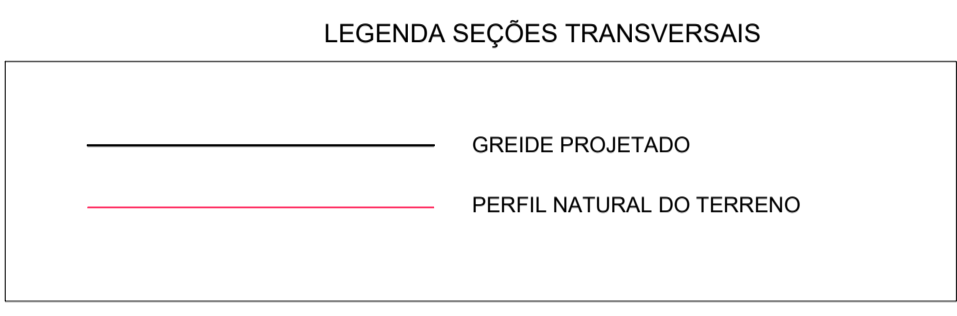 LEGENDA SEÇÕES TRANSVERSAIS
GREIDE PROJETADO
PERFIL NATURAL DO TERRENO